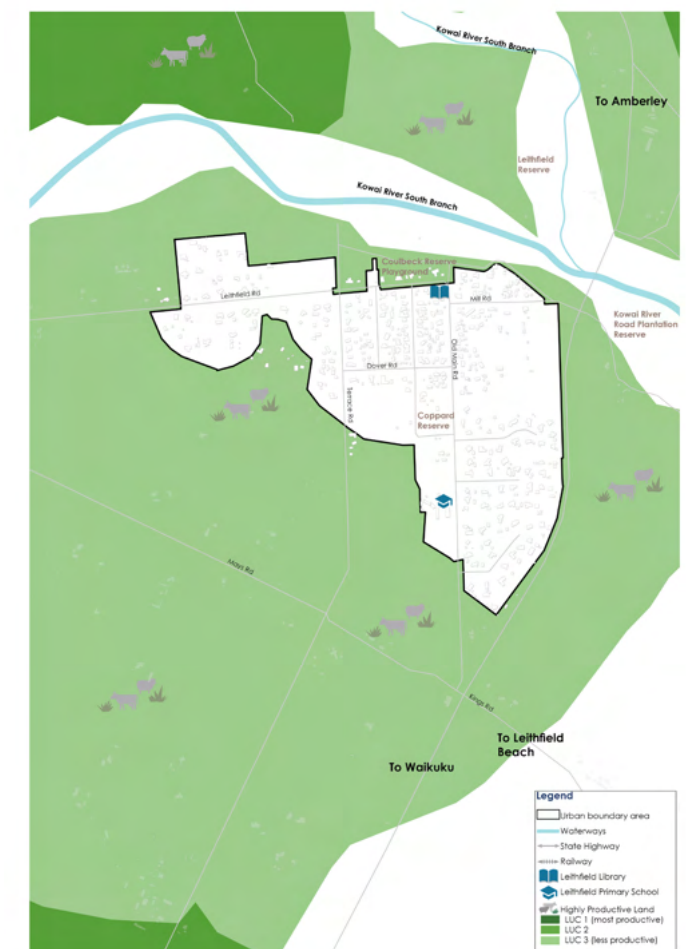 Kowai River South Branch
To Amberley
Leithfield
Reserve
Kowai River South Branch
Coulbeck Reserve
Playground
Leithfield Rd
Mill Rd
Kowai River
Road Plantation
Reserve
Old Main Rd
Dover Rd
Terrace Rd
Coppard
Reserve
Mays Rd
Kings Rd
To Leithfield
Beach
To Waikuku
Legend
Urban boundary area
Waterways
State Highway
Railway
Leithfield Library
Leithfield Primary School
Highly Productive Land
LUC 1 (most productive)
LUC 2
LUC 3 (less productive)